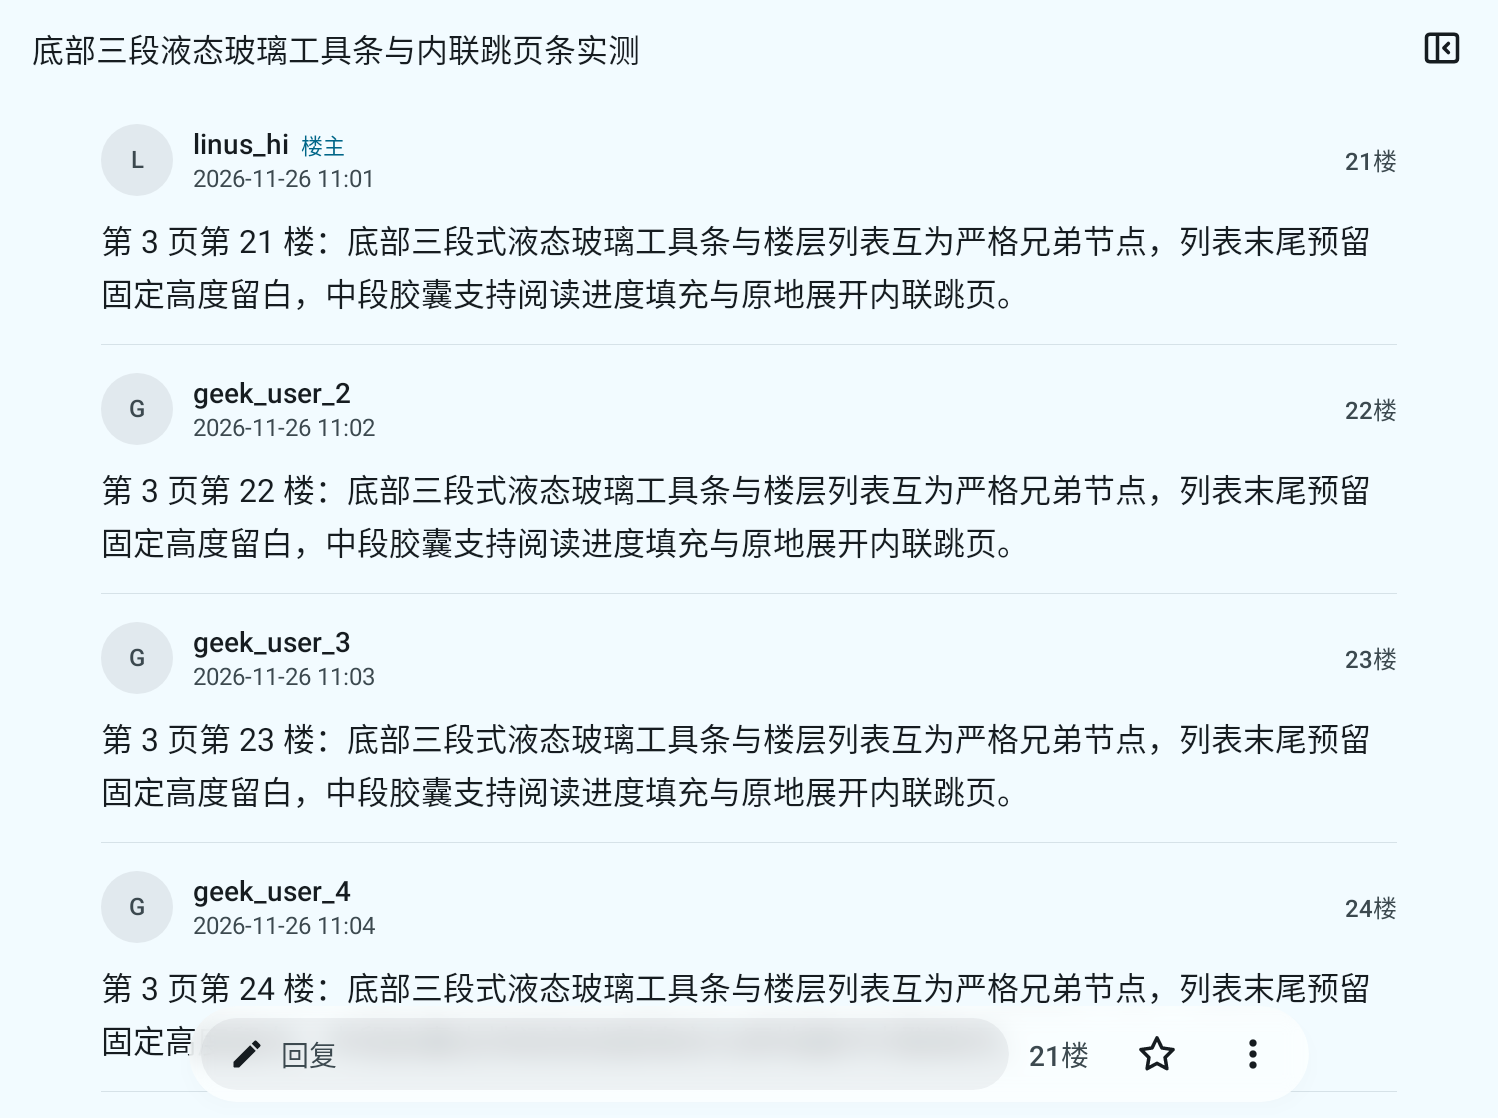 底部三段液态玻璃工具条与内联跳页条实测
L
linus_hi 楼主
2026-11-26 11:01
21楼
第 3 页第 21 楼：底部三段式液态玻璃工具条与楼层列表互为严格兄弟节点，列表末尾预留
固定高度留白，中段胶囊支持阅读进度填充与原地展开内联跳页。
G
geek_user_2
2026-11-26 11:02
22楼
第 3 页第 22 楼：底部三段式液态玻璃工具条与楼层列表互为严格兄弟节点，列表末尾预留
固定高度留白，中段胶囊支持阅读进度填充与原地展开内联跳页。
G
geek_user_3
2026-11-26 11:03
23楼
第 3 页第 23 楼：底部三段式液态玻璃工具条与楼层列表互为严格兄弟节点，列表末尾预留
固定高度留白，中段胶囊支持阅读进度填充与原地展开内联跳页。
G
geek_user_4
2026-11-26 11:04
24楼
第 3 页第 24 楼：底部三段式液态玻璃工具条与楼层列表互为严格兄弟节点，列表末尾预留
固定高
回复
21楼